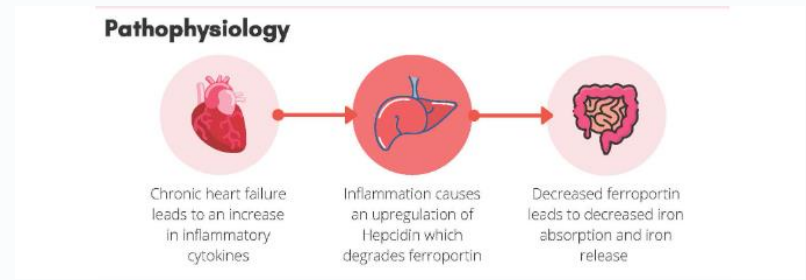 Pathophysiology
Chronic heart failure
leads to an increase
in inflammatory
cytokines
Inflammation causes
an upregulation of
Hepcidin which
degrades ferroportin
Decreased ferroportin
leads to decreased iron
absorption and iron
release